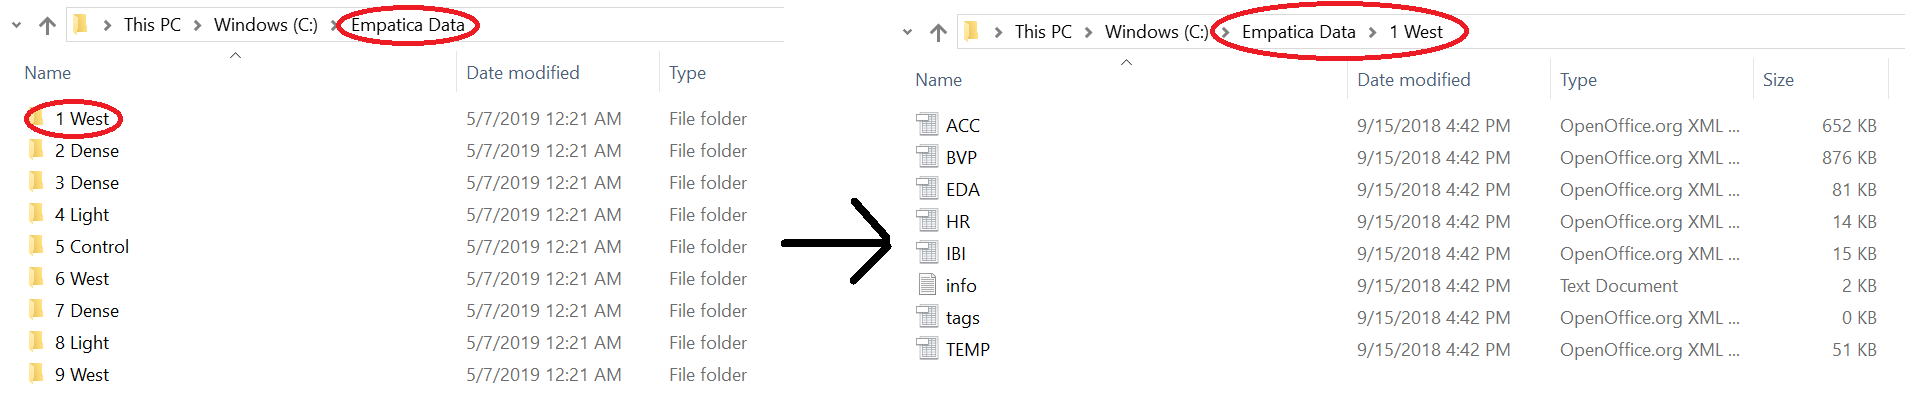 This PC Windows (C:) Empatica Data
Name Date modified Type
1 West 5/7/2019 12:21 AM File folder
2 Dense 5/7/2019 12:21 AM File folder
3 Dense 5/7/2019 12:21 AM File folder
4 Light 5/7/2019 12:21 AM File folder
5 Control 5/7/2019 12:21 AM File folder
6 West 5/7/2019 12:21 AM File folder
7 Dense 5/7/2019 12:21 AM File folder
8 Light 5/7/2019 12:21 AM File folder
9 West 5/7/2019 12:21 AM File folder
This PC Windows (C:) Empatica Data 1 West
Name Date modified Type Size
ACC 9/15/2018 4:42 PM OpenOffice.org XML ... 652 KB
BVP 9/15/2018 4:42 PM OpenOffice.org XML ... 876 KB
EDA 9/15/2018 4:42 PM OpenOffice.org XML ... 81 KB
HR 9/15/2018 4:42 PM OpenOffice.org XML ... 14 KB
IBI 9/15/2018 4:42 PM OpenOffice.org XML ... 15 KB
info 9/15/2018 4:42 PM Text Document 2 KB
tags 9/15/2018 4:42 PM OpenOffice.org XML ... 0 KB
TEMP 9/15/2018 4:42 PM OpenOffice.org XML ... 51 KB